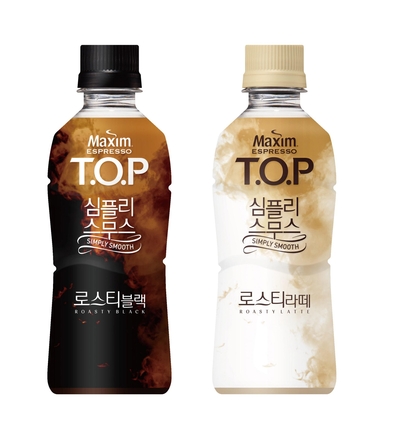 Maxim
ESPRESSO
T.O.P
심플리
스무스
SIMPLY SMOOTH
로스티블랙
ROASTY BLACK
Maxim
ESPRESSO
T.O.P
심플리
스무스
SIMPLY SMOOTH
로스티라떼
ROASTY LATTE